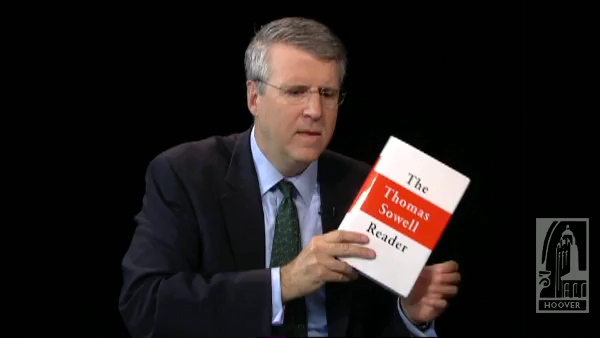 The
Thomas
Sowell
Reader
HOOVER